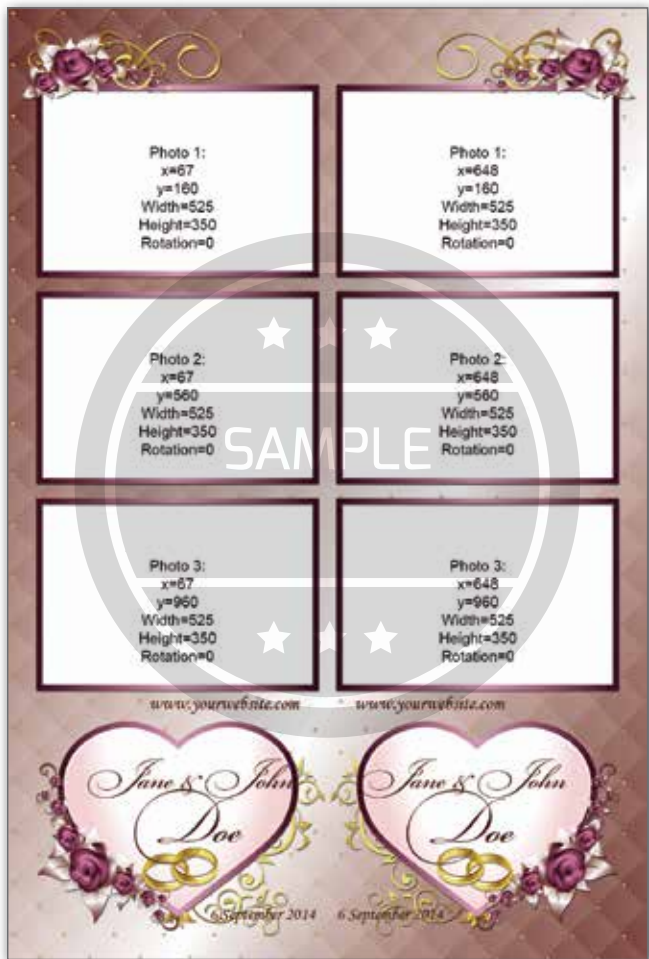 Photo 1:
x=67
y=160
Width=525
Height=350
Rotation=0
Photo 1:
x=648
y=160
Width=525
Height=350
Rotation=0
Photo 2:
x=67
y=560
Width=525
Height=350
Rotation=0
Photo 2:
x=648
y=560
Width=525
Height=350
Rotation=0
SAMPLE
Photo 3:
x=67
y=960
Width=525
Height=350
Rotation=0
Photo 3:
x=648
y=960
Width=525
Height=350
Rotation=0
www.yourwebsite.com
www.yourwebsite.com
Jane & John
Doe
6 September 2014
Jane & John
Doe
6 September 2014